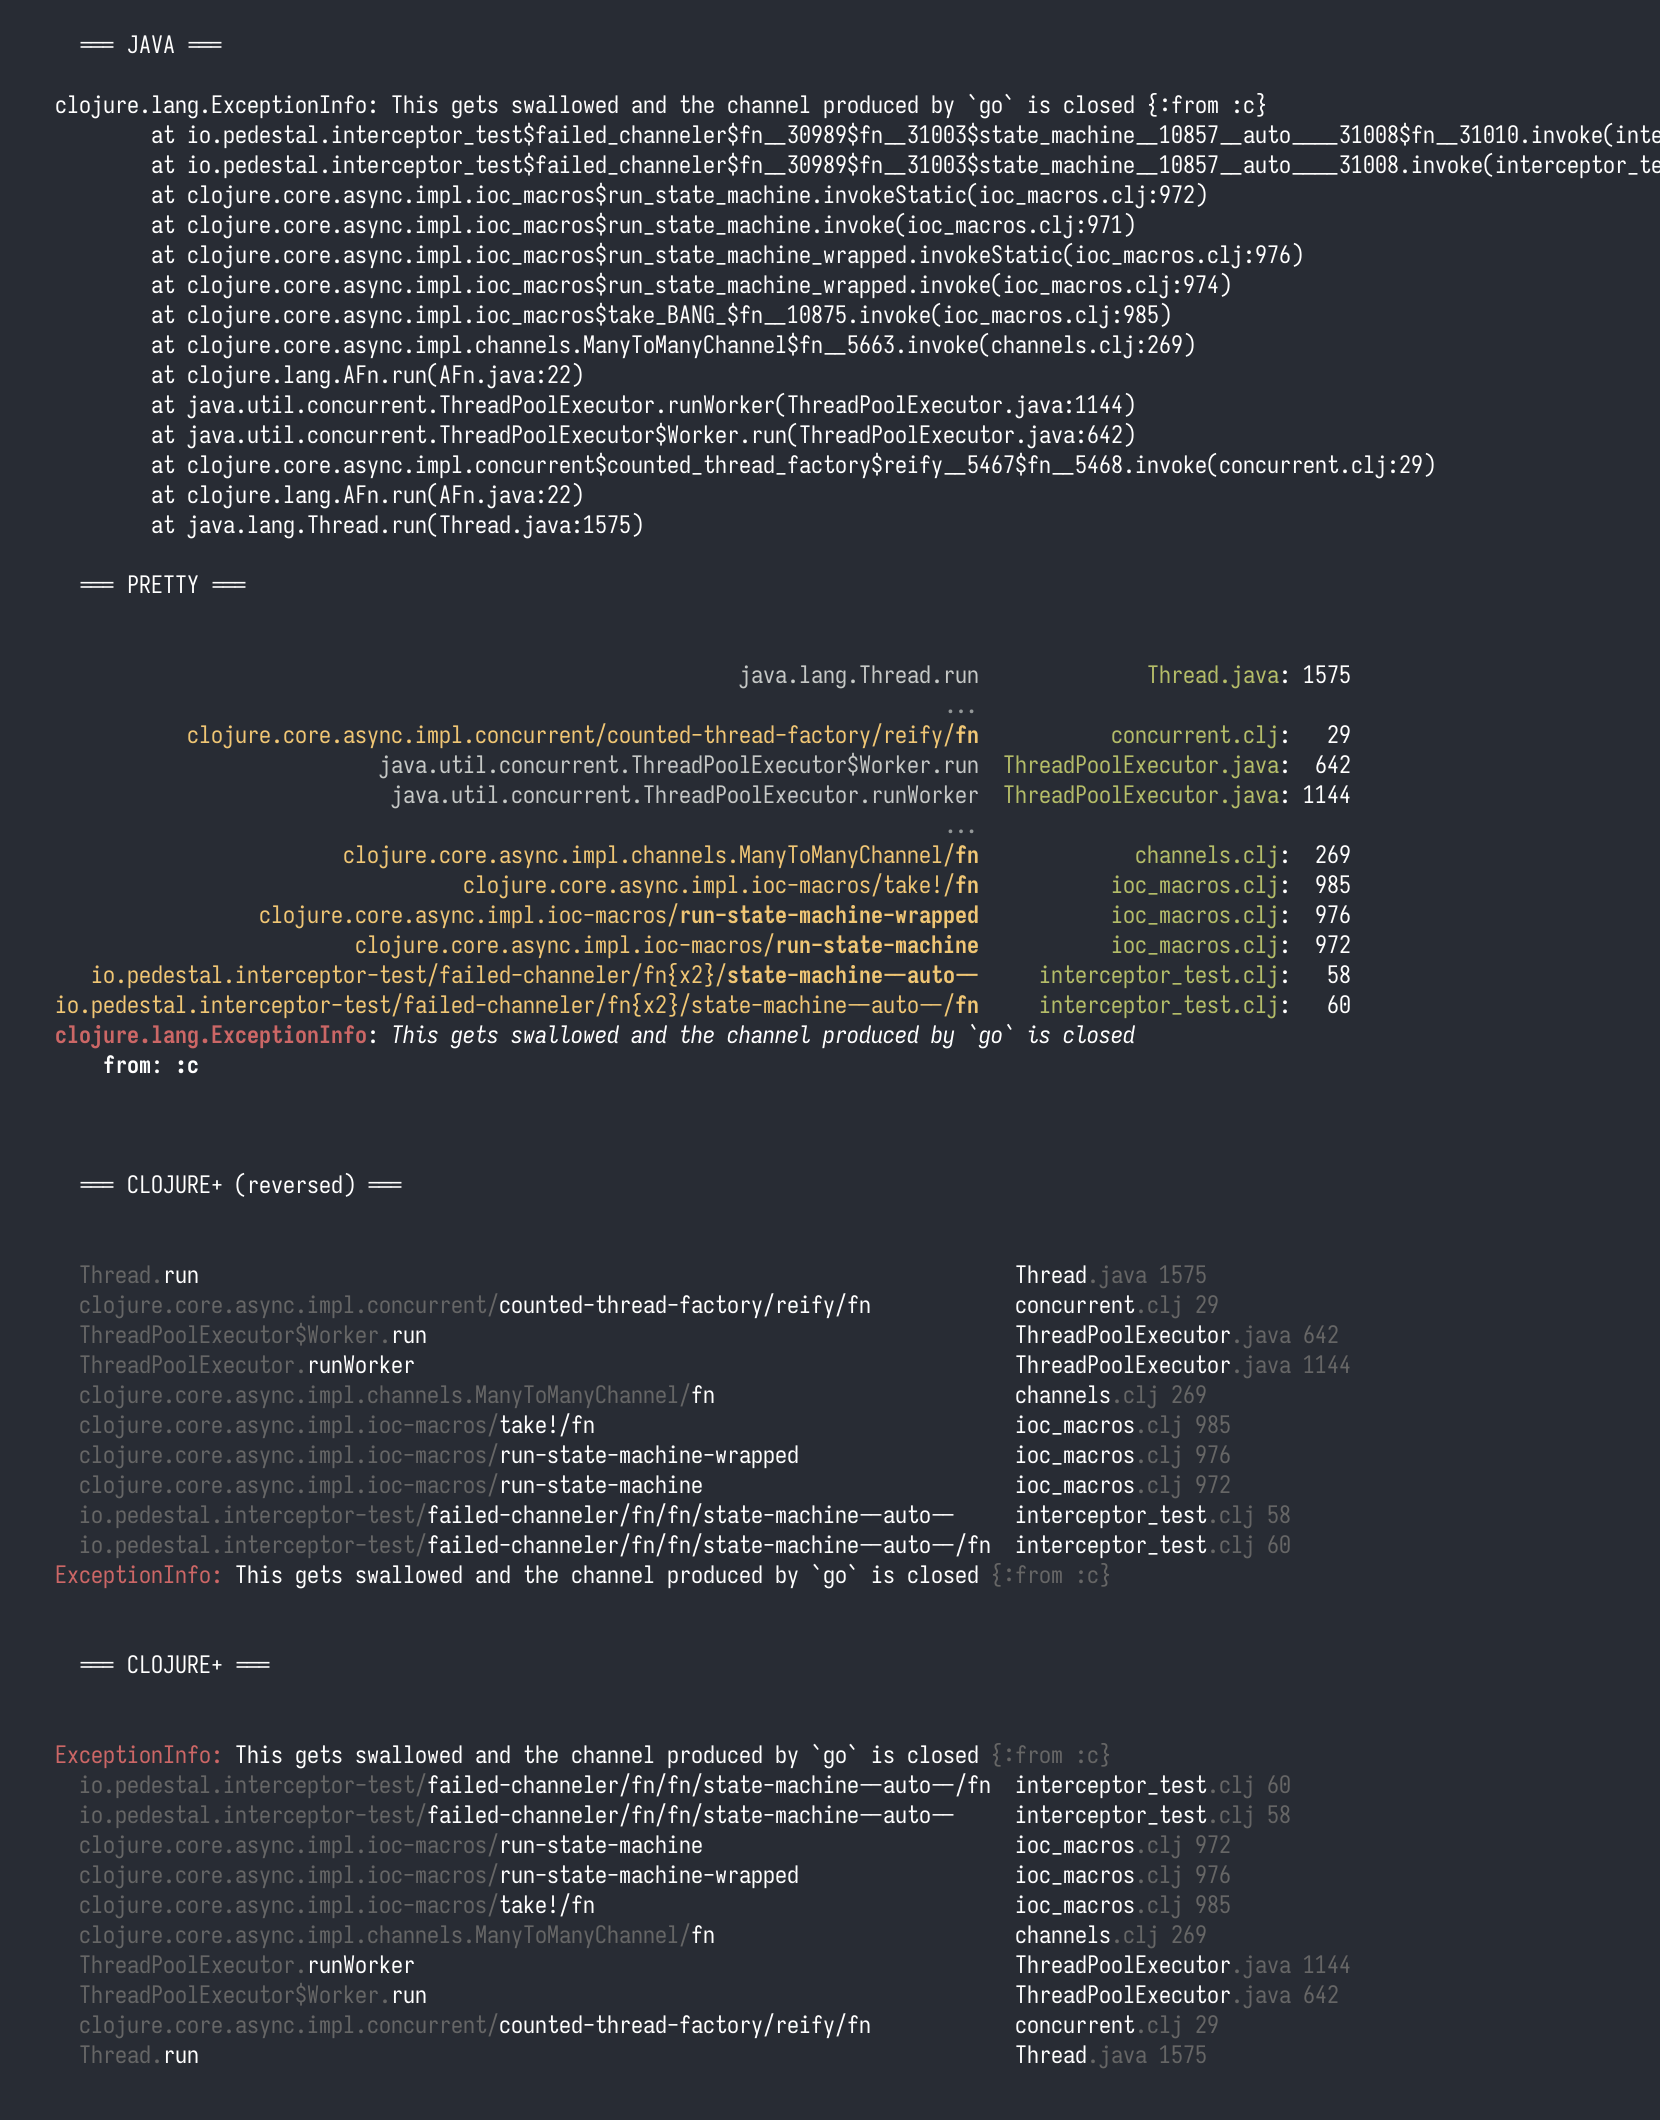 === JAVA ===
clojure.lang.ExceptionInfo: This gets swallowed and the channel produced by `go` is closed {:from :c}
at io.pedestal.interceptor_test$failed_channeler$fn__30989$fn__31003$state_machine__10857__auto____31008$fn__31010.invoke(inte
at io.pedestal.interceptor_test$failed_channeler$fn__30989$fn__31003$state_machine__10857__auto____31008.invoke(interceptor_te
at clojure.core.async.impl.ioc_macros$run_state_machine.invokeStatic(ioc_macros.clj:972)
at clojure.core.async.impl.ioc_macros$run_state_machine.invoke(ioc_macros.clj:971)
at clojure.core.async.impl.ioc_macros$run_state_machine_wrapped.invokeStatic(ioc_macros.clj:976)
at clojure.core.async.impl.ioc_macros$run_state_machine_wrapped.invoke(ioc_macros.clj:974)
at clojure.core.async.impl.ioc_macros$take_BANG_$fn__10875.invoke(ioc_macros.clj:985)
at clojure.core.async.impl.channels.ManyToManyChannel$fn__5663.invoke(channels.clj:269)
at clojure.lang.AFn.run(AFn.java:22)
at java.util.concurrent.ThreadPoolExecutor.runWorker(ThreadPoolExecutor.java:1144)
at java.util.concurrent.ThreadPoolExecutor$Worker.run(ThreadPoolExecutor.java:642)
at clojure.core.async.impl.concurrent$counted_thread_factory$reify__5467$fn__5468.invoke(concurrent.clj:29)
at clojure.lang.AFn.run(AFn.java:22)
at java.lang.Thread.run(Thread.java:1575)
=== PRETTY ===
java.lang.Thread.run Thread.java: 1575
...
clojure.core.async.impl.concurrent/counted-thread-factory/reify/fn concurrent.clj: 29
java.util.concurrent.ThreadPoolExecutor$Worker.run ThreadPoolExecutor.java: 642
java.util.concurrent.ThreadPoolExecutor.runWorker ThreadPoolExecutor.java: 1144
...
clojure.core.async.impl.channels.ManyToManyChannel/fn channels.clj: 269
clojure.core.async.impl.ioc-macros/take!/fn ioc_macros.clj: 985
clojure.core.async.impl.ioc-macros/run-state-machine-wrapped ioc_macros.clj: 976
clojure.core.async.impl.ioc-macros/run-state-machine ioc_macros.clj: 972
io.pedestal.interceptor-test/failed-channeler/fn{x2}/state-machine--auto-- interceptor_test.clj: 58
io.pedestal.interceptor-test/failed-channeler/fn{x2}/state-machine--auto--/fn interceptor_test.clj: 60
clojure.lang.ExceptionInfo: This gets swallowed and the channel produced by `go` is closed
from: :c
=== CLOJURE+ (reversed) ===
Thread.run Thread.java 1575
clojure.core.async.impl.concurrent/counted-thread-factory/reify/fn concurrent.clj 29
ThreadPoolExecutor$Worker.run ThreadPoolExecutor.java 642
ThreadPoolExecutor.runWorker ThreadPoolExecutor.java 1144
clojure.core.async.impl.channels.ManyToManyChannel/fn channels.clj 269
clojure.core.async.impl.ioc-macros/take!/fn ioc_macros.clj 985
clojure.core.async.impl.ioc-macros/run-state-machine-wrapped ioc_macros.clj 976
clojure.core.async.impl.ioc-macros/run-state-machine ioc_macros.clj 972
io.pedestal.interceptor-test/failed-channeler/fn/fn/state-machine--auto-- interceptor_test.clj 58
io.pedestal.interceptor-test/failed-channeler/fn/fn/state-machine--auto--/fn interceptor_test.clj 60
ExceptionInfo: This gets swallowed and the channel produced by `go` is closed {:from :c}
=== CLOJURE+ ===
ExceptionInfo: This gets swallowed and the channel produced by `go` is closed {:from :c}
io.pedestal.interceptor-test/failed-channeler/fn/fn/state-machine--auto--/fn interceptor_test.clj 60
io.pedestal.interceptor-test/failed-channeler/fn/fn/state-machine--auto-- interceptor_test.clj 58
clojure.core.async.impl.ioc-macros/run-state-machine ioc_macros.clj 972
clojure.core.async.impl.ioc-macros/run-state-machine-wrapped ioc_macros.clj 976
clojure.core.async.impl.ioc-macros/take!/fn ioc_macros.clj 985
clojure.core.async.impl.channels.ManyToManyChannel/fn channels.clj 269
ThreadPoolExecutor.runWorker ThreadPoolExecutor.java 1144
ThreadPoolExecutor$Worker.run ThreadPoolExecutor.java 642
clojure.core.async.impl.concurrent/counted-thread-factory/reify/fn concurrent.clj 29
Thread.run Thread.java 1575